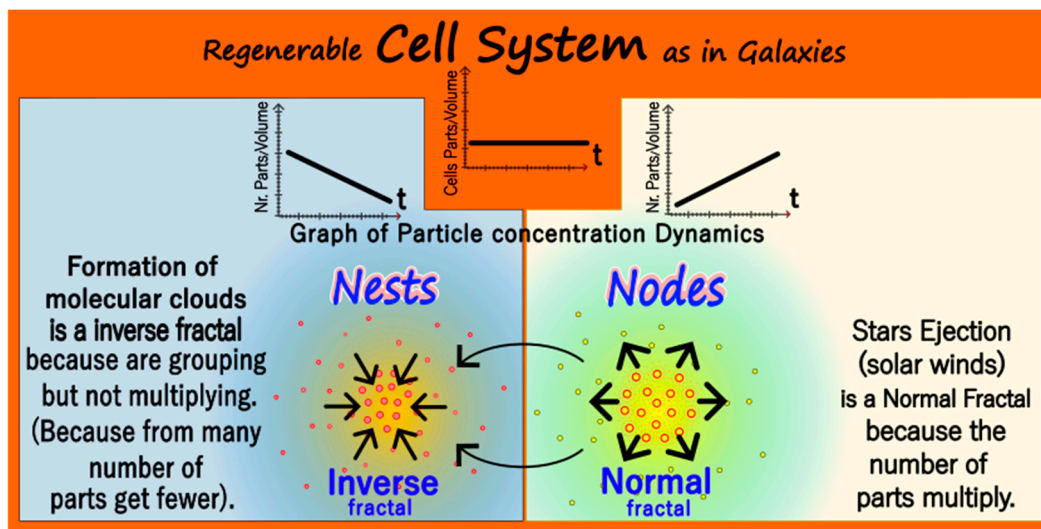 Regenerable Cell System as in Galaxies
Nr. Parts/Volume
t
Cells Parts/Volume
t
Nr. Parts/Volume
t
Graph of Particle concentration Dynamics
Formation of
molecular clouds
is a inverse fractal
because are grouping
but not multiplying.
(Because from many
number of
parts get fewer).
Nests
Inverse
fractal
Nodes
Normal
fractal
Stars Ejection
(solar winds)
is a Normal Fractal
because the
number of
parts multiply.